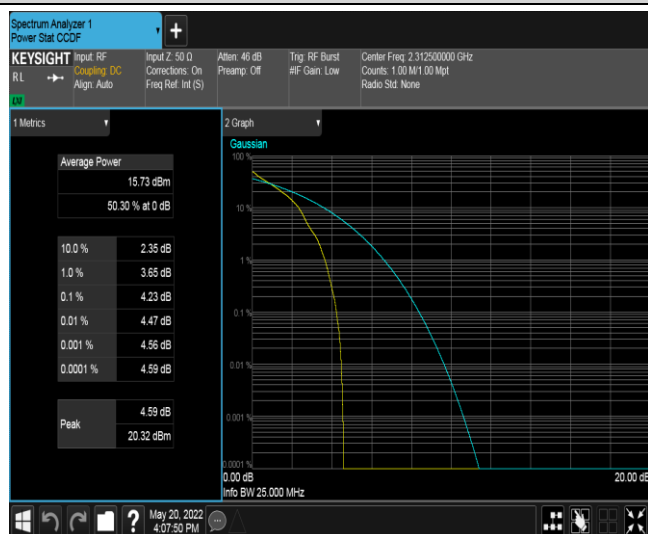 Spectrum Analyzer 1
Power Stat CCDF
+
KEYSIGHT
Input: RF
Coupling: DC
Align: Auto
Input Z: 50 Ω
Corrections: On
Freq Ref: Int (S)
Atten: 46 dB
Preamp: Off
Trig: RF Burst
#IF Gain: Low
Center Freq: 2.312500000 GHz
Counts: 1.00 M/1.00 Mpt
Radio Std: None
RL
LXI
1 Metrics
Average Power
15.73 dBm
50.30 % at 0 dB
10.0 % 2.35 dB
1.0 % 3.65 dB
0.1 % 4.23 dB
0.01 % 4.47 dB
0.001 % 4.56 dB
0.0001 % 4.59 dB
Peak
4.59 dB
20.32 dBm
2 Graph
Gaussian
100 %
10 %
1 %
0.1 %
0.01 %
0.001 %
0.0001 %
0.00 dB
20.00 dB
Info BW 25.000 MHz
?
May 20, 2022
4:07:50 PM